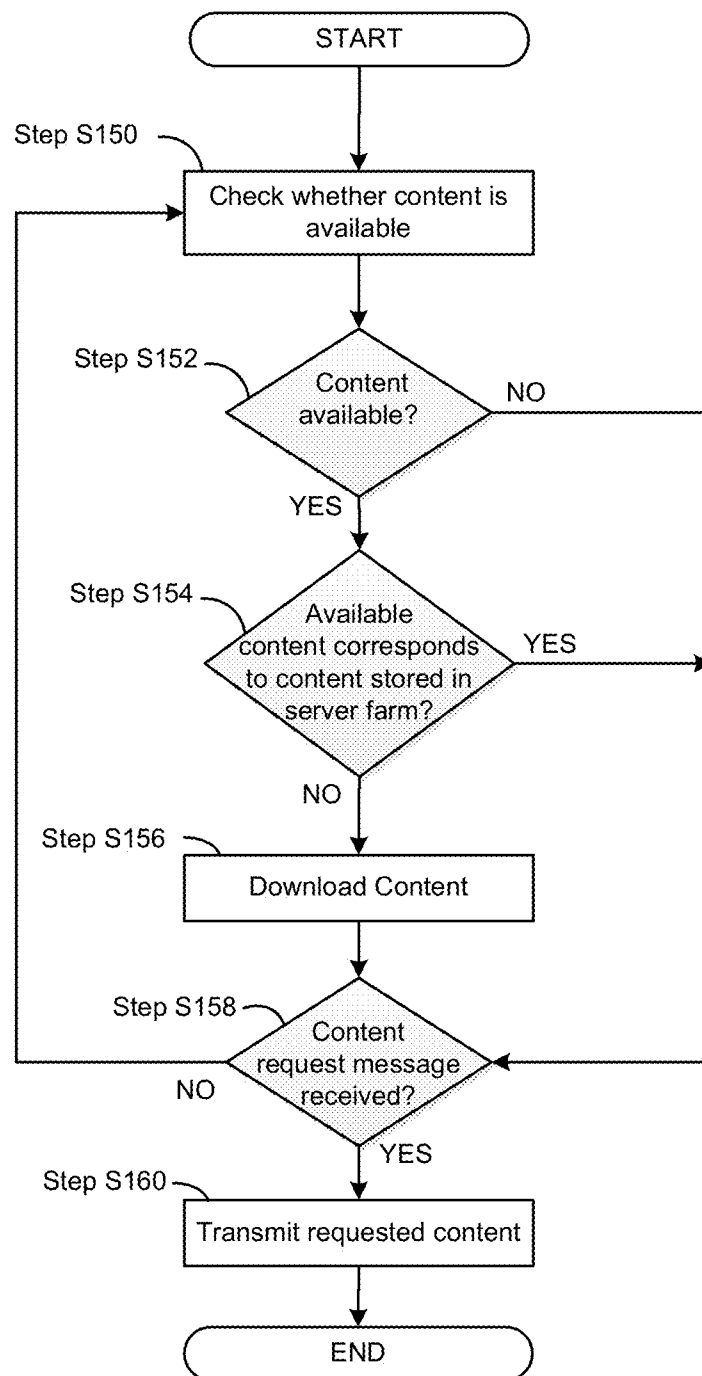 START
Step S150
Check whether content is
available
Step S152
Content
available?
NO
YES
Step S154
Available
content corresponds
to content stored in
server farm?
YES
NO
Step S156
Download Content
Step S158
Content
request message
received?
NO
YES
Step S160
Transmit requested content
END